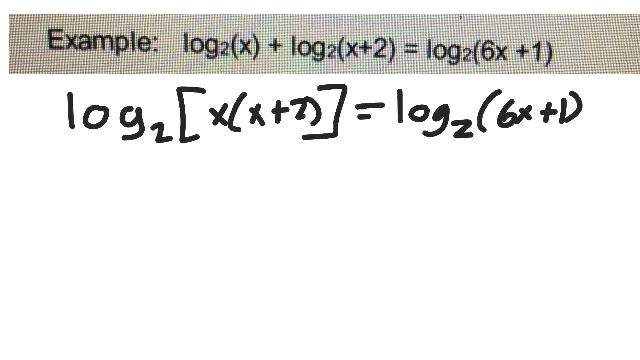 Example: log₂(x) + log₂(x+2) = log₂(6x +1)
log₂[x(x+2)] = log₂(6x+1)